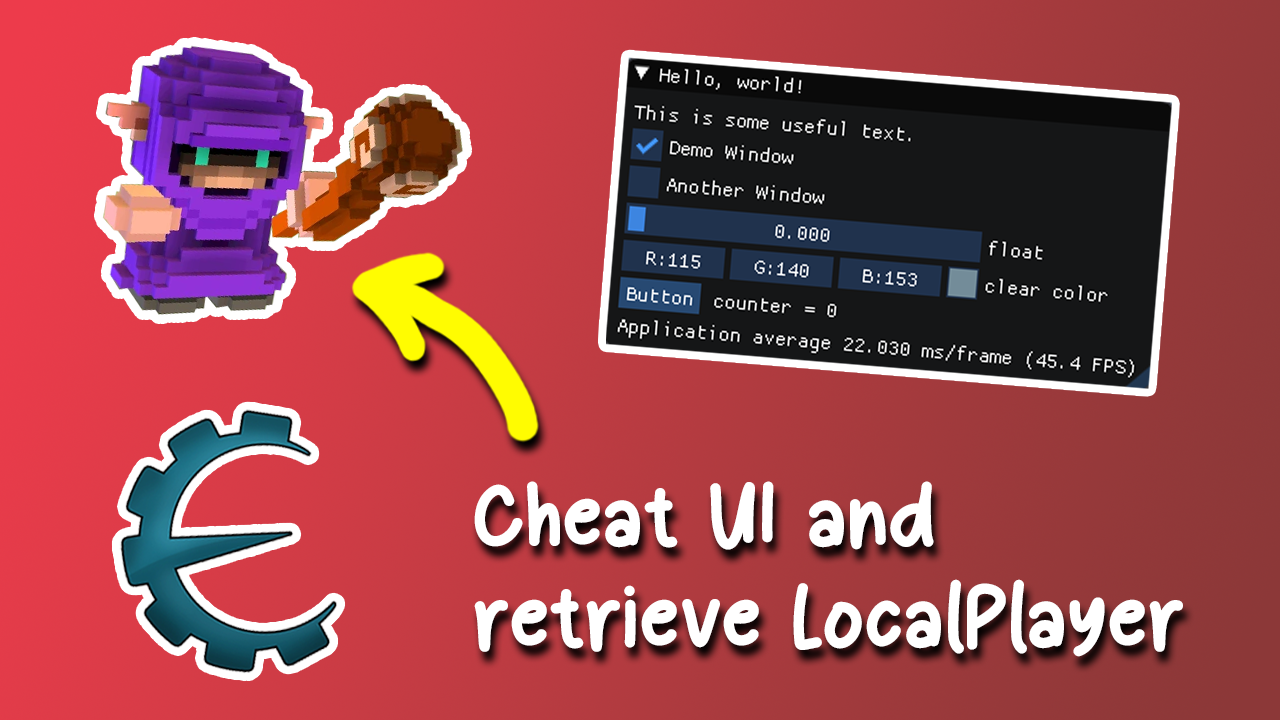 Hello, world!
This is some useful text.
Demo Window
Another Window
0.000 float
R:115 G:140 B:153 clear color
Button counter = 0
Application average 22.030 ms/frame (45.4 FPS)
Cheat UI and
retrieve LocalPlayer